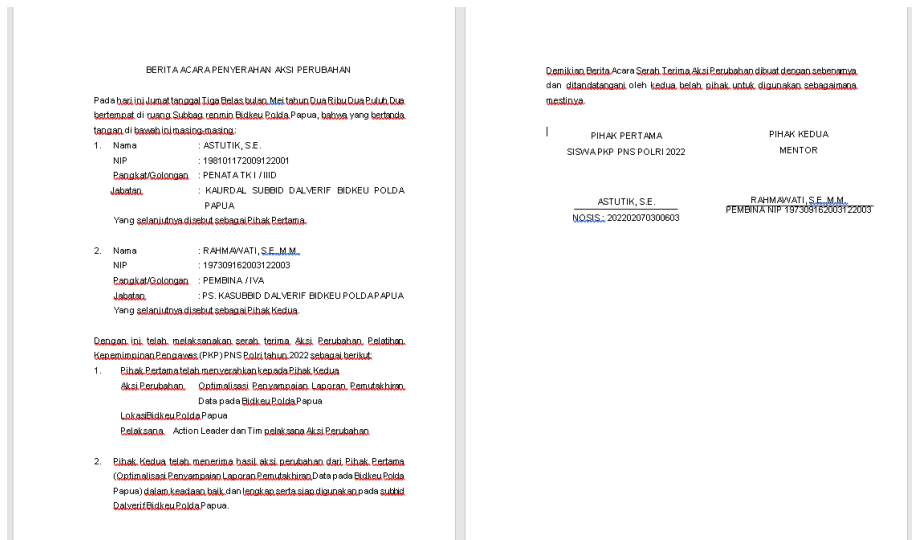 BERITA ACARA PENYERAHAN AKSI PERUBAHAN
Pada hari ini Jumat tanggal Tiga Belas bulan Mei tahun Dua Ribu Dua Puluh Dua
bertempat di ruang Subbag renmin Bidkeu Polda Papua, bahwa yang bertanda
tangan di bawah ini masing-masing:
1. Nama : ASTUTIK, S.E.
NIP : 198101172009122001
Pangkat/Golongan : PENATA TK I / IIID
Jabatan : KAURDAL SUBBID DALVERIF BIDKEU POLDA
PAPUA
Yang selanjutnya disebut sebagai Pihak Pertama.
2. Nama : RAHMAWATI, S.E.,M.M.
NIP : 197309162003122003
Pangkat/Golongan : PEMBINA / IVA
Jabatan : PS. KASUBBID DALVERIF BIDKEU POLDA PAPUA
Yang selanjutnya disebut sebagai Pihak Kedua.
Dengan ini telah melaksanakan serah terima Aksi Perubahan Pelatihan
Kepemimpinan Pengawas (PKP) PNS Polri tahun 2022 sebagai berikut:
1. Pihak Pertama telah menyerahkan kepada Pihak Kedua
Aksi Perubahan Optimalisasi Penyampaian Laporan Pemutakhiran
Data pada Bidkeu Polda Papua
LokasiBidkeu Polda Papua
Pelaksana Action Leader dan Tim pelaksana Aksi Perubahan
2. Pihak Kedua telah menerima hasil aksi perubahan dari Pihak Pertama
(Optimalisasi Penyampaian Laporan Pemutakhiran Data pada Bidkeu Polda
Papua) dalam keadaan baik dan lengkap serta siap digunakan pada subbid
Dalverif Bidkeu Polda Papua.
Demikian Berita Acara Serah Terima Aksi Perubahan dibuat dengan sebenarnya
dan ditandatangani oleh kedua belah pihak untuk digunakan sebagaimana
mestinya.
PIHAK PERTAMA
SISWA PKP PNS POLRI 2022
ASTUTIK, S.E.
NOSIS : 202202070300603
PIHAK KEDUA
MENTOR
RAHMAWATI, S.E.,M.M.
PEMBINA NIP 197309162003122003